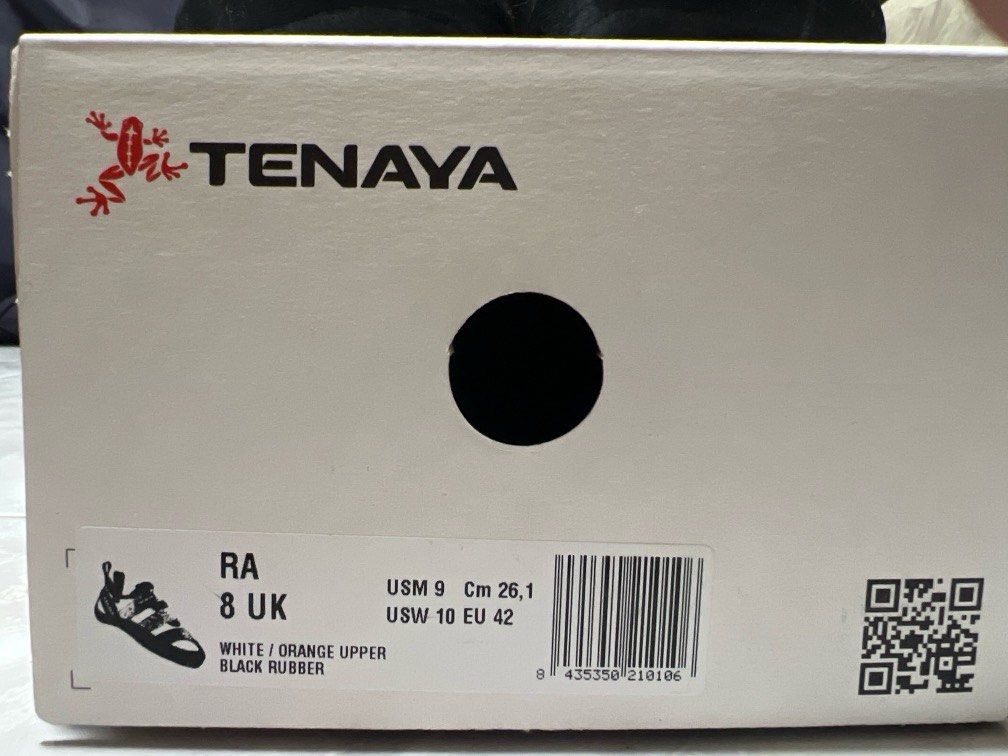 TENAYA
RA
8 UK
USM 9 Cm 26,1
USW 10 EU 42
WHITE / ORANGE UPPER
BLACK RUBBER
8 435350 210106